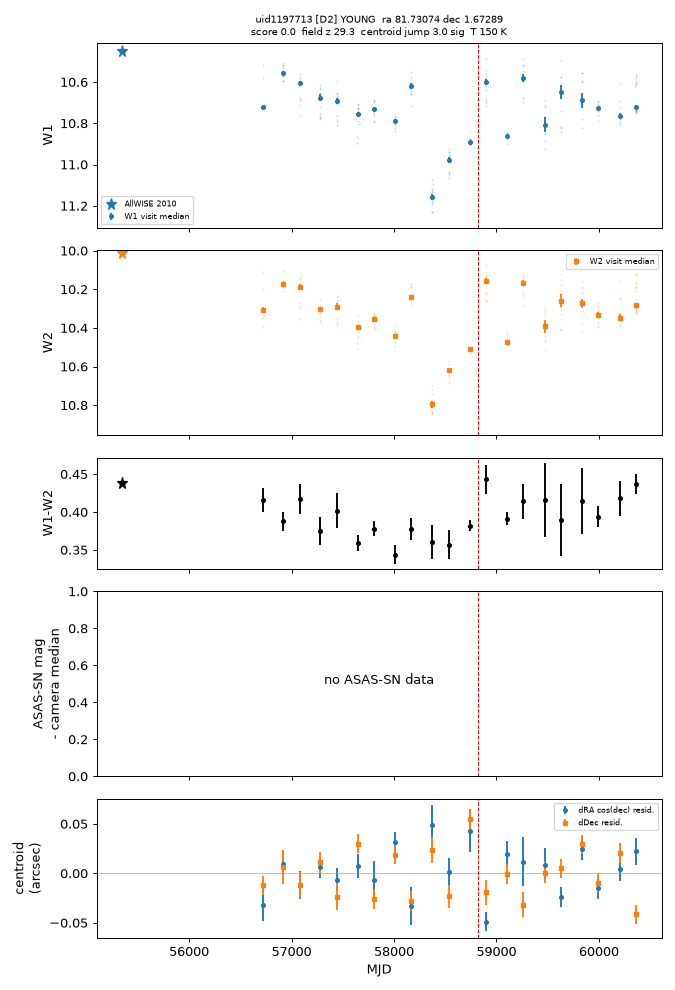 uid1197713 [D2] YOUNG  ra 81.73074 dec 1.67289
score 0.0  field z 29.3  centroid jump 3.0 sig  T 150 K
10.6
10.8
11.0
11.2
W1
AllWISE 2010
W1 visit median
10.0
10.2
10.4
10.6
10.8
W2
W2 visit median
0.45
0.40
0.35
W1-W2
1.0
0.8
0.6
0.4
0.2
0.0
ASAS-SN mag
- camera median
no ASAS-SN data
0.05
0.00
−0.05
centroid
(arcsec)
dRA cos(dec) resid.
dDec resid.
56000
57000
58000
59000
60000
MJD